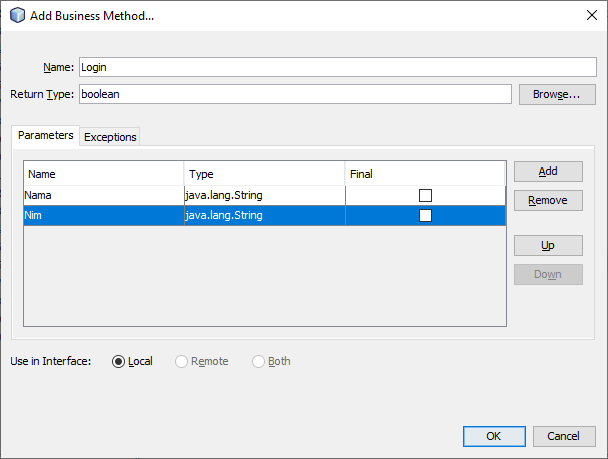 Add Business Method...
Name: Login
Return Type: boolean Browse...
Parameters Exceptions
Name Type Final Add
Nama java.lang.String
Remove
Nim java.lang.String
Up
Down
Use in Interface: Local Remote Both
OK Cancel